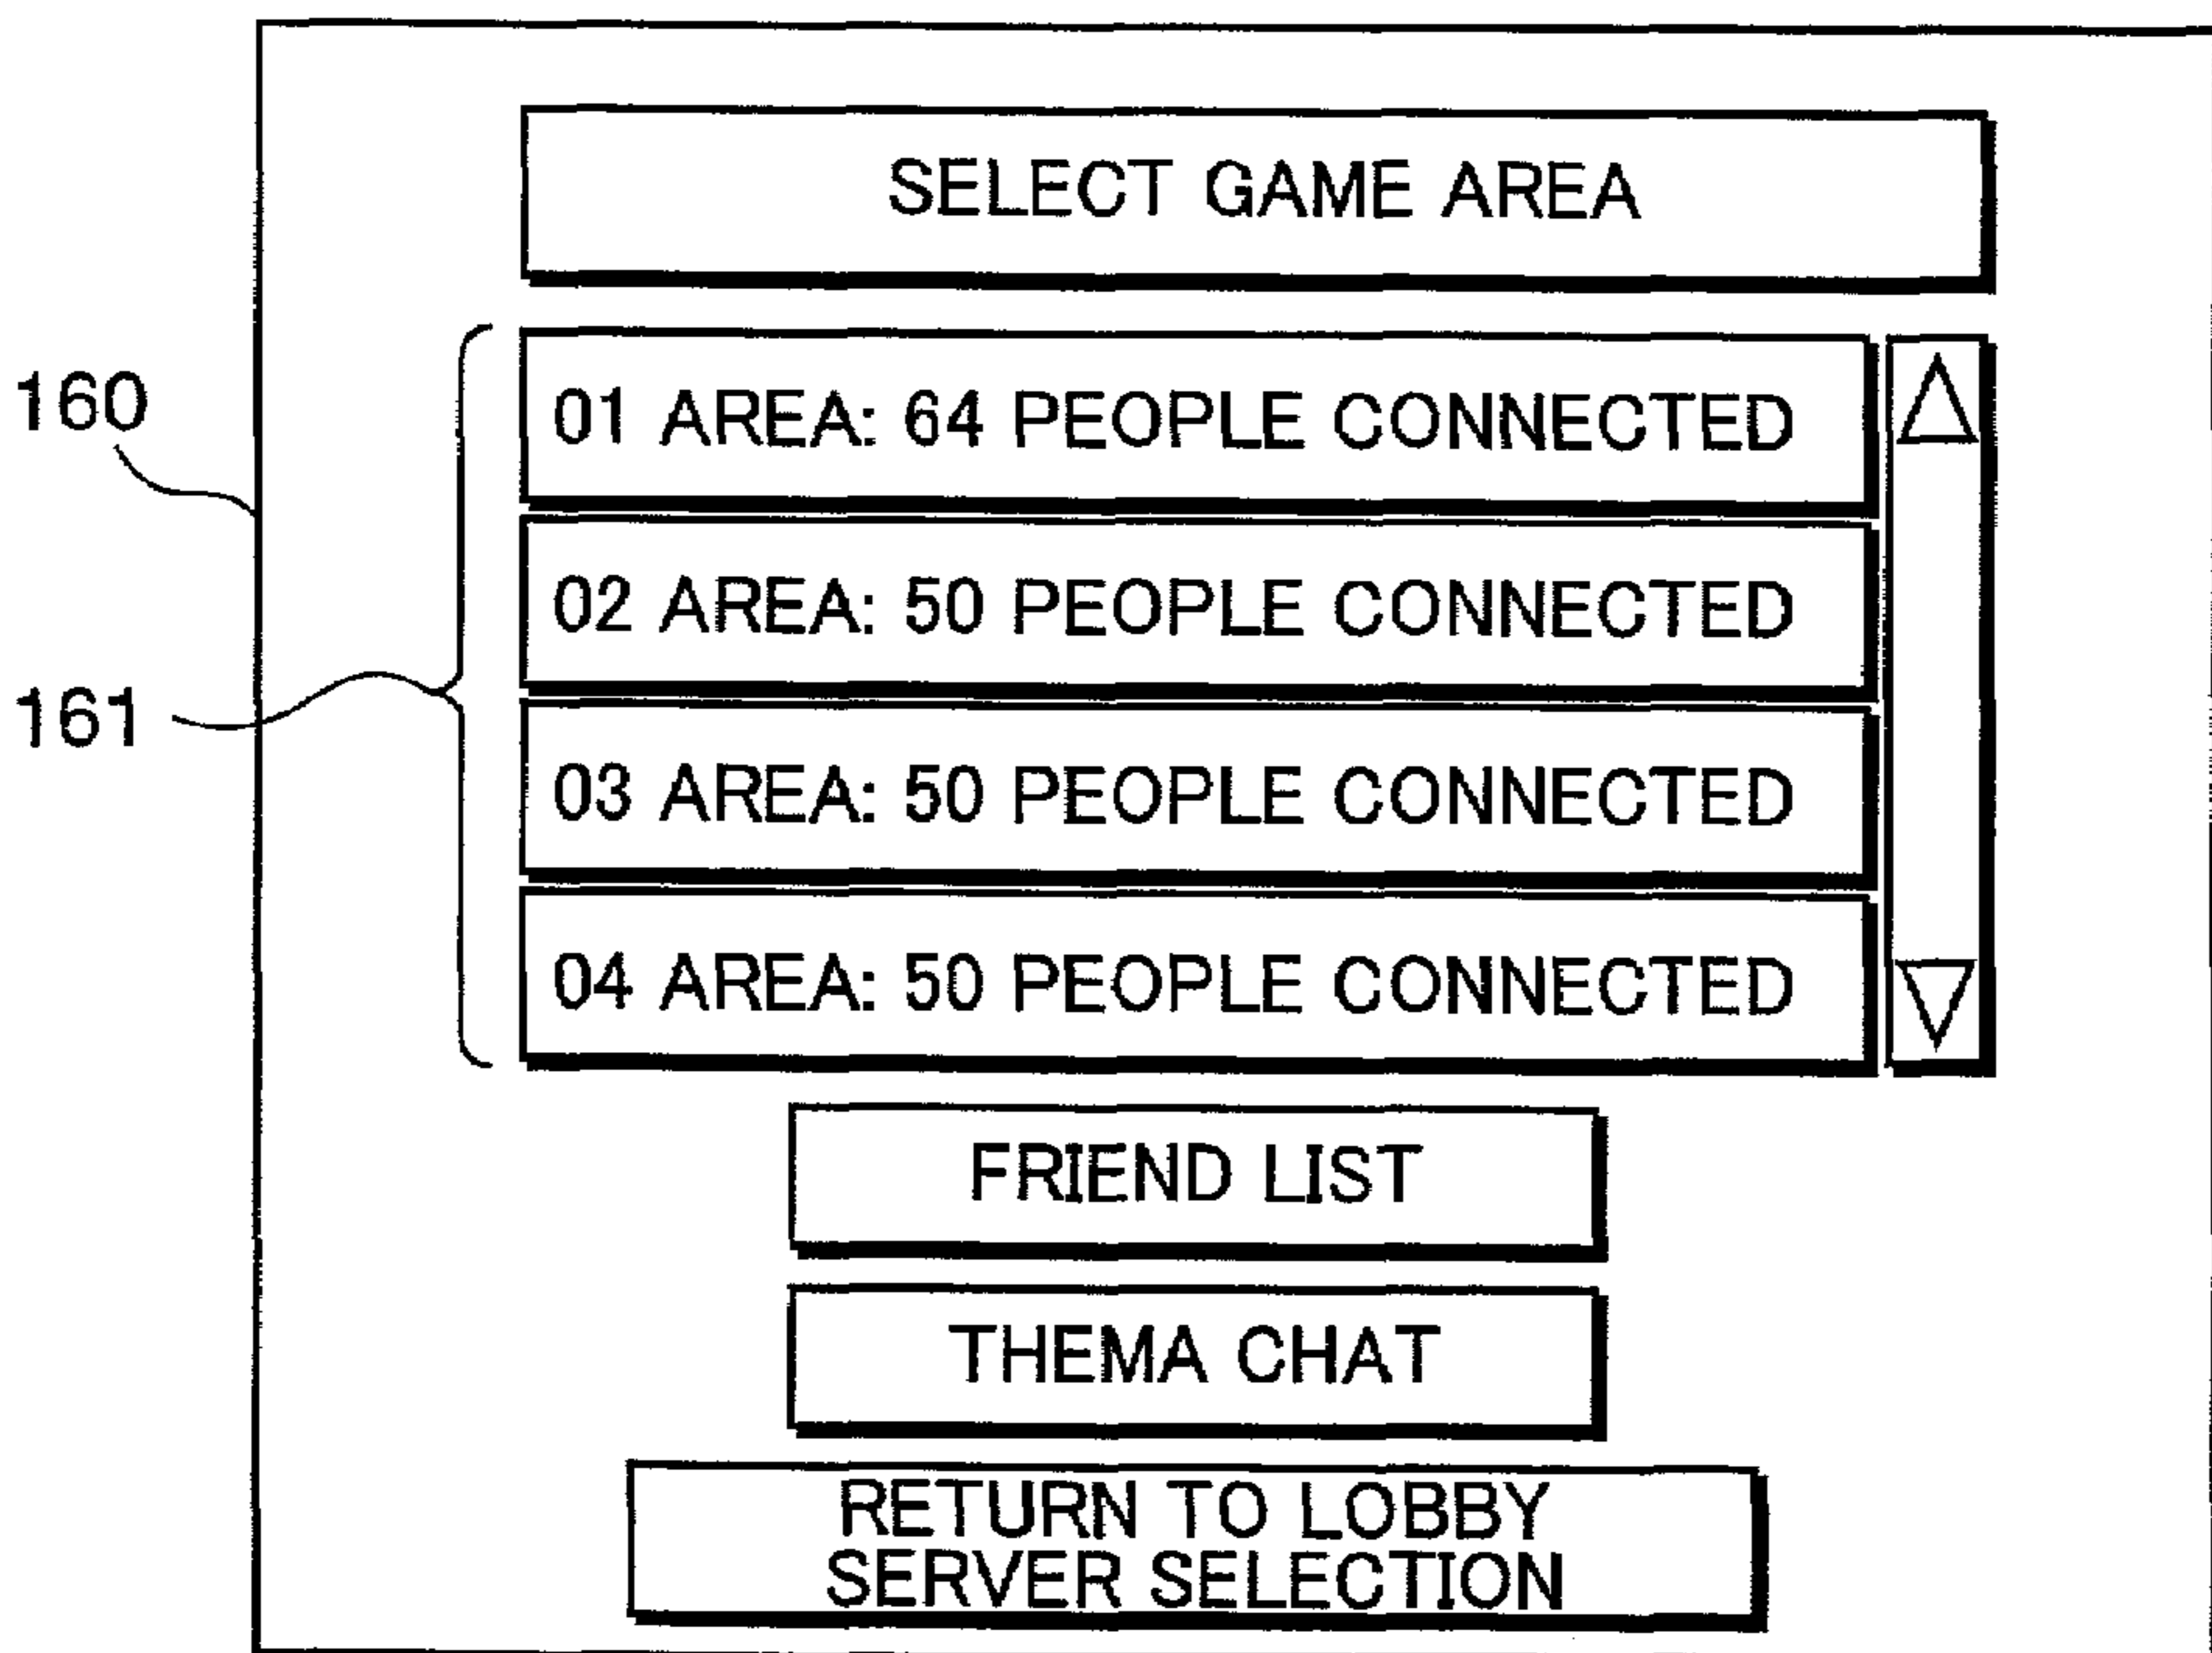 SELECT GAME AREA
160
01 AREA: 64 PEOPLE CONNECTED
02 AREA: 50 PEOPLE CONNECTED
161
03 AREA: 50 PEOPLE CONNECTED
04 AREA: 50 PEOPLE CONNECTED
FRIEND LIST
THEMA CHAT
RETURN TO LOBBY
SERVER SELECTION